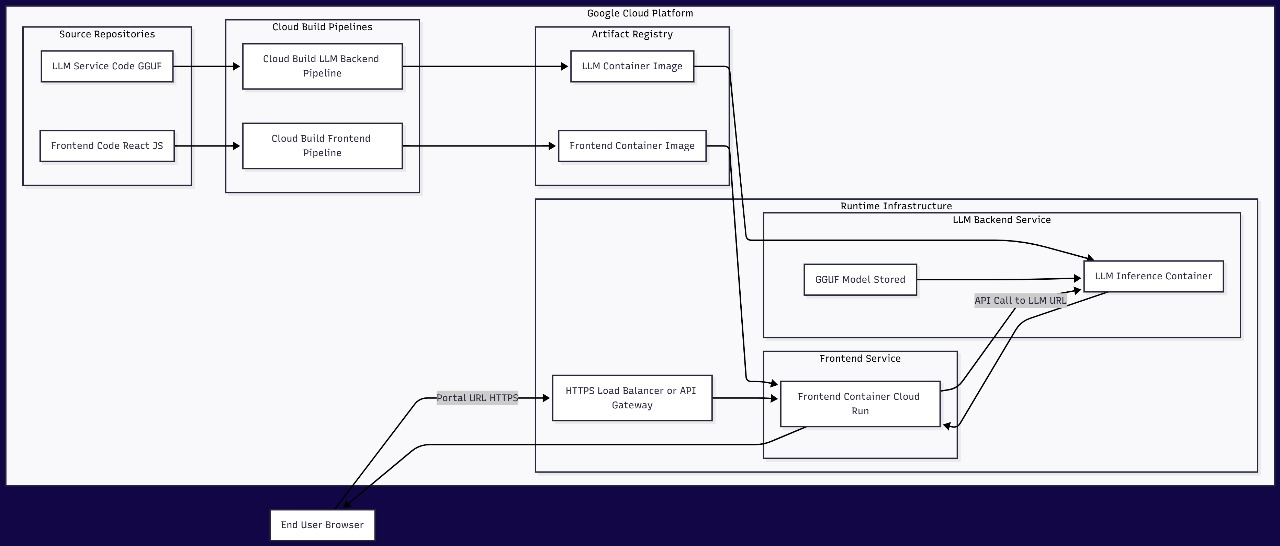 Google Cloud Platform
Source Repositories
LLM Service Code GGUF
Frontend Code React JS
Cloud Build Pipelines
Cloud Build LLM Backend
Pipeline
Cloud Build Frontend
Pipeline
Artifact Registry
LLM Container Image
Frontend Container Image
Runtime Infrastructure
LLM Backend Service
GGUF Model Stored
LLM Inference Container
API Call to LLM URL
Frontend Service
Frontend Container Cloud
Run
HTTPS Load Balancer or API
Gateway
Portal URL HTTPS
End User Browser